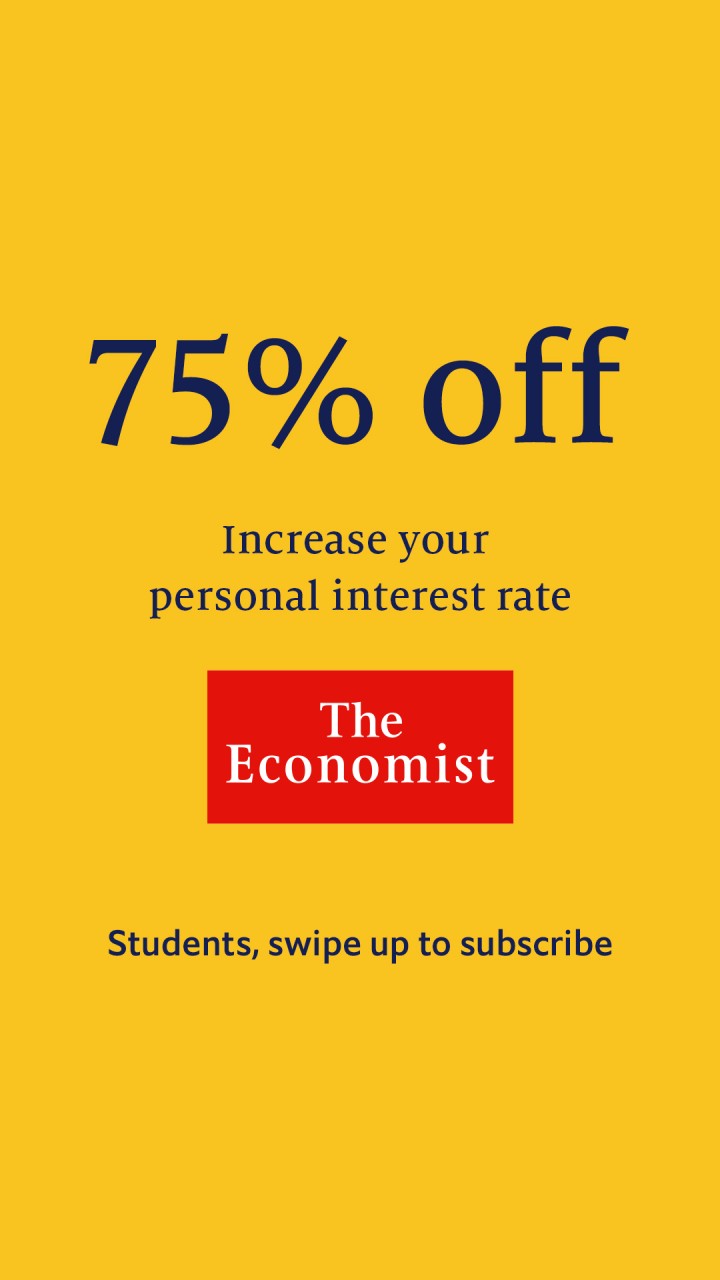 75% off
Increase your
personal interest rate
The
Economist
Students, swipe up to subscribe